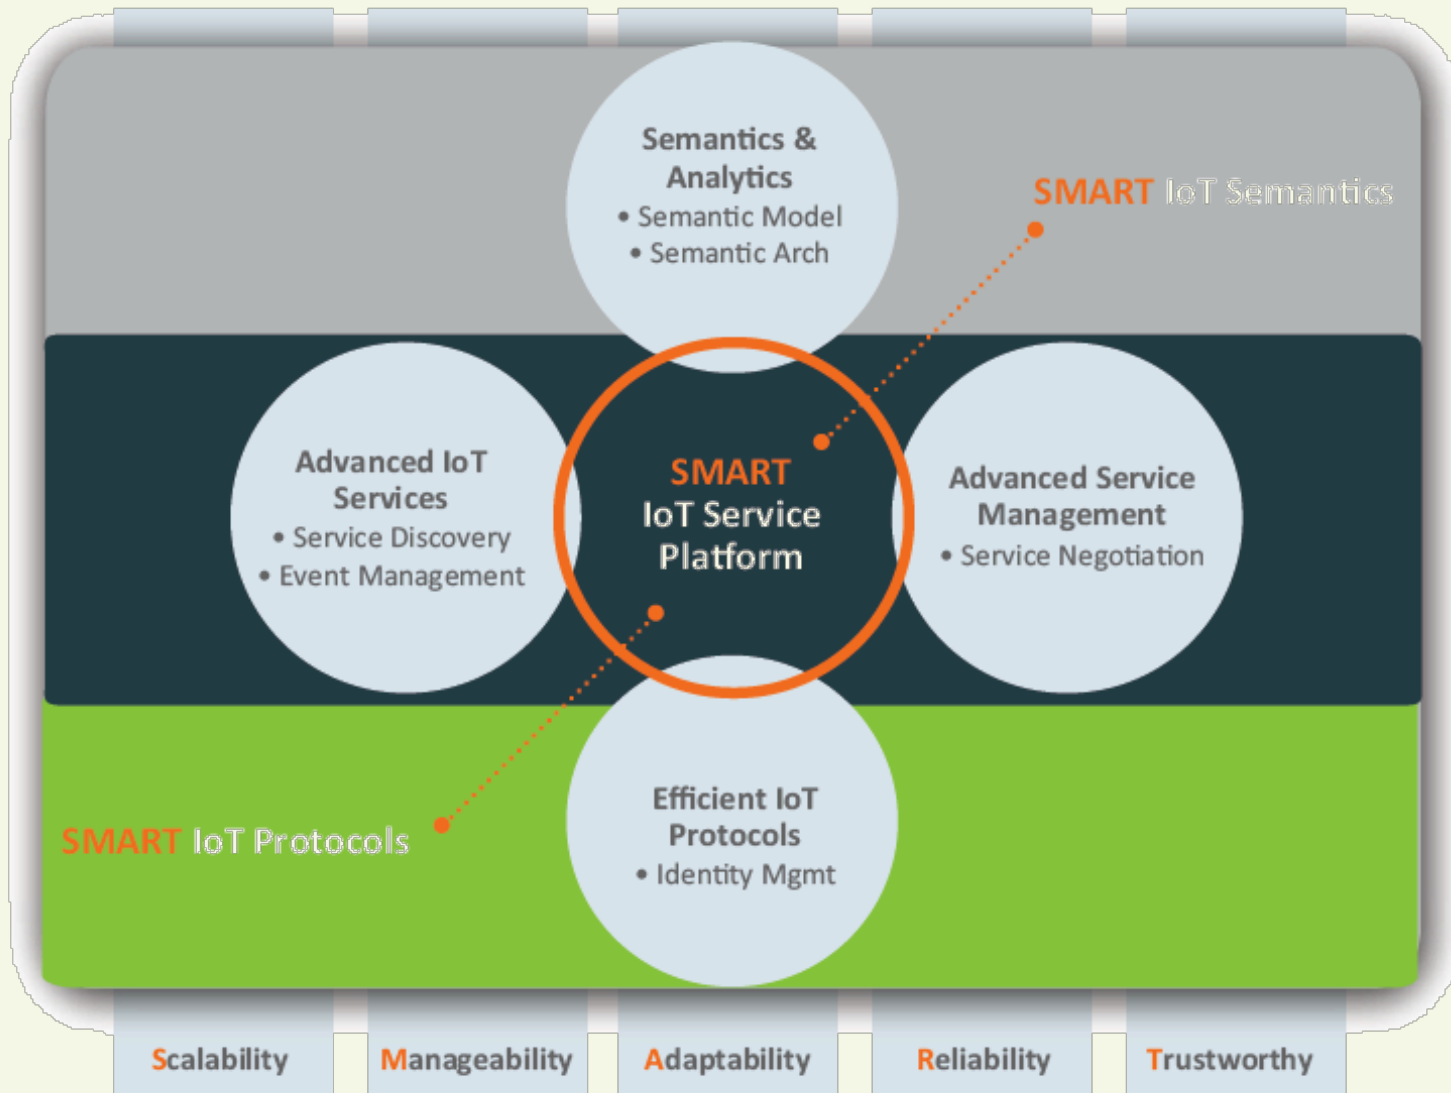 Semantics &
Analytics
• Semantic Model
• Semantic Arch
SMART IoT Semantics
Advanced IoT
Services
• Service Discovery
• Event Management
SMART
IoT Service
Platform
Advanced Service
Management
• Service Negotiation
SMART IoT Protocols
Efficient IoT
Protocols
• Identity Mgmt
Scalability
Manageability
Adaptability
Reliability
Trustworthy